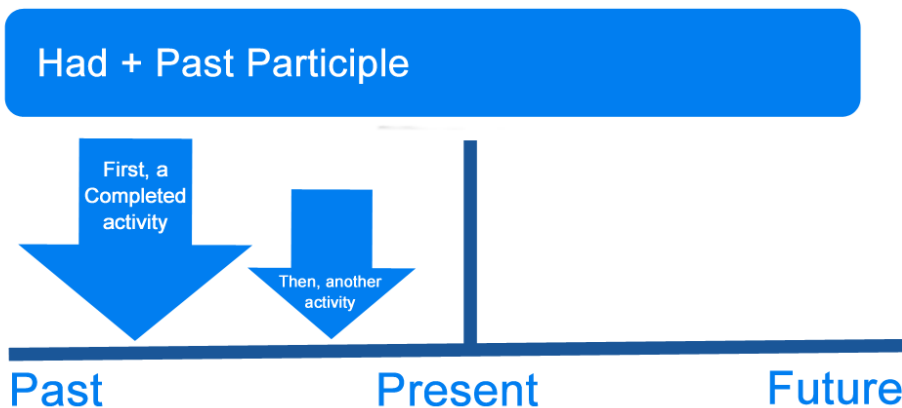 Had + Past Participle
First, a
Completed
activity
Then, another
activity
Past
Present
Future